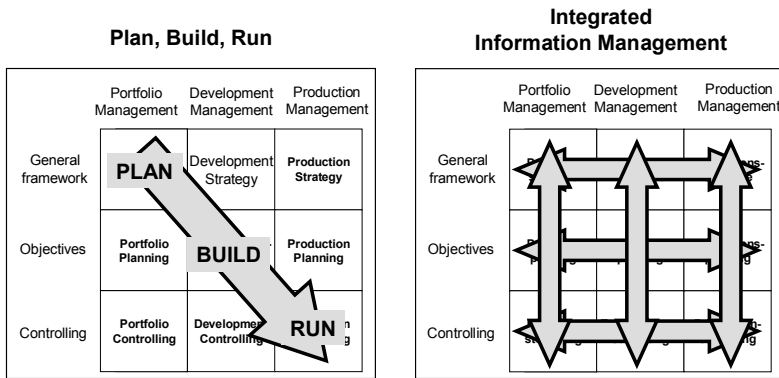 Plan, Build, Run
Portfolio
Management
Development
Management
Production
Management
General
framework
PLAN
Development
Strategy
Production
Strategy
Objectives
Portfolio
Planning
BUILD
Production
Planning
Controlling
Portfolio
Controlling
Controlling
RUN
Integrated
Information Management
Portfolio
Management
Development
Management
Production
Management
General
framework
Objectives
Controlling